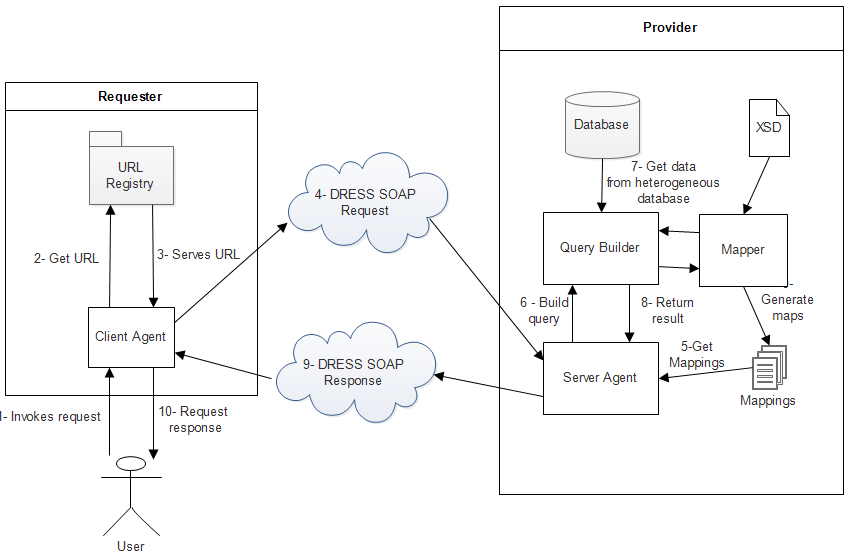 Provider
Requester
Database
XSD
URL
Registry
4- DRESS SOAP
Request
7- Get data
from heterogeneous
database
2- Get URL
3- Serves URL
Query Builder
Mapper
6 - Build
query
8- Return
result
Generate
maps
Client Agent
9- DRESS SOAP
Response
Server Agent
5-Get
Mappings
Mappings
- Invokes request
10- Request
response
User